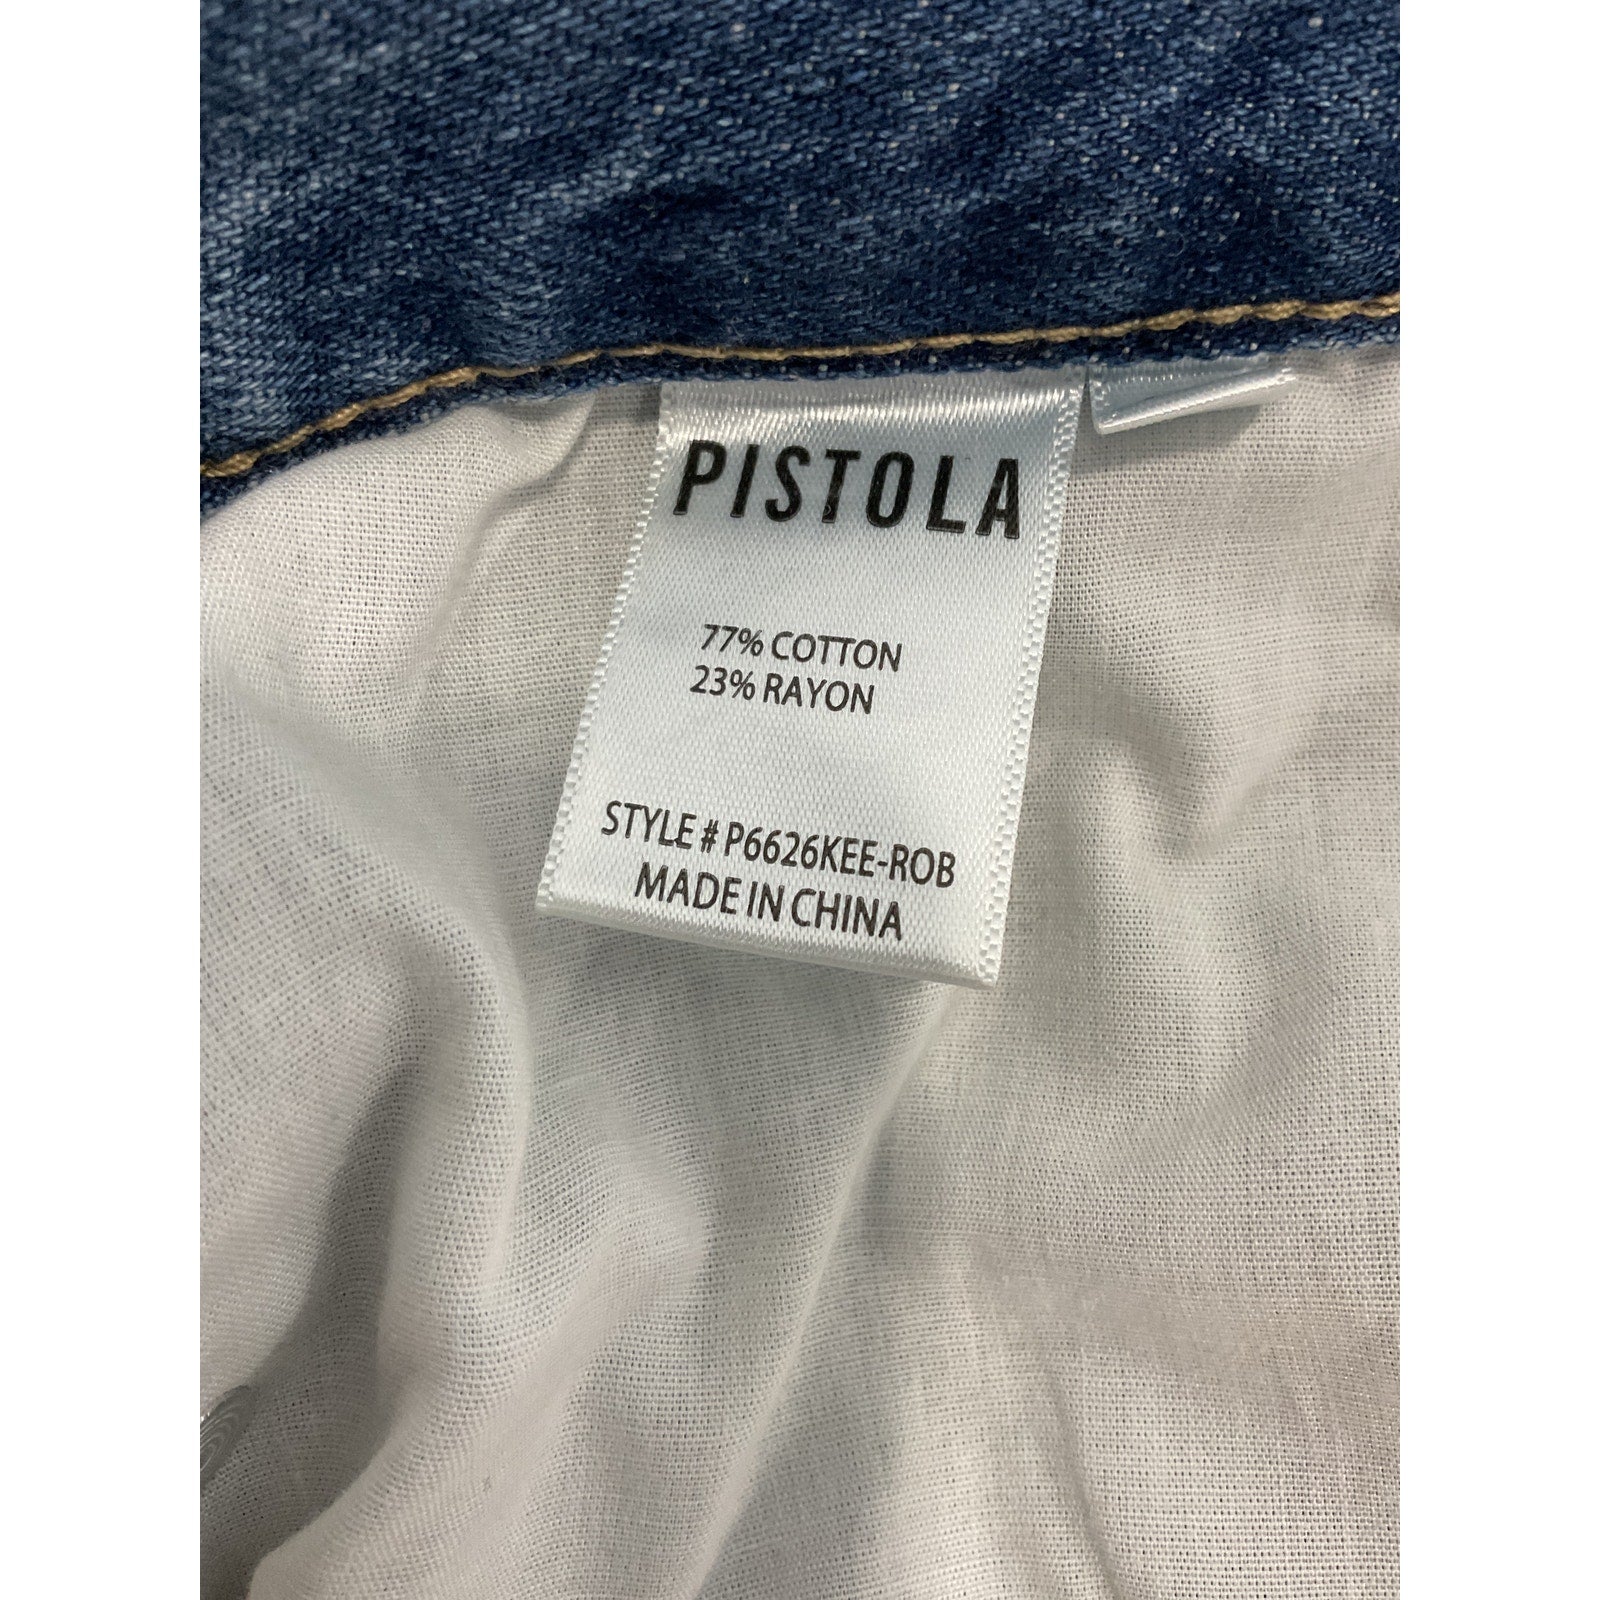 PISTOLA
77% COTTON
23% RAYON
STYLE # P6626KEE-ROB
MADE IN CHINA